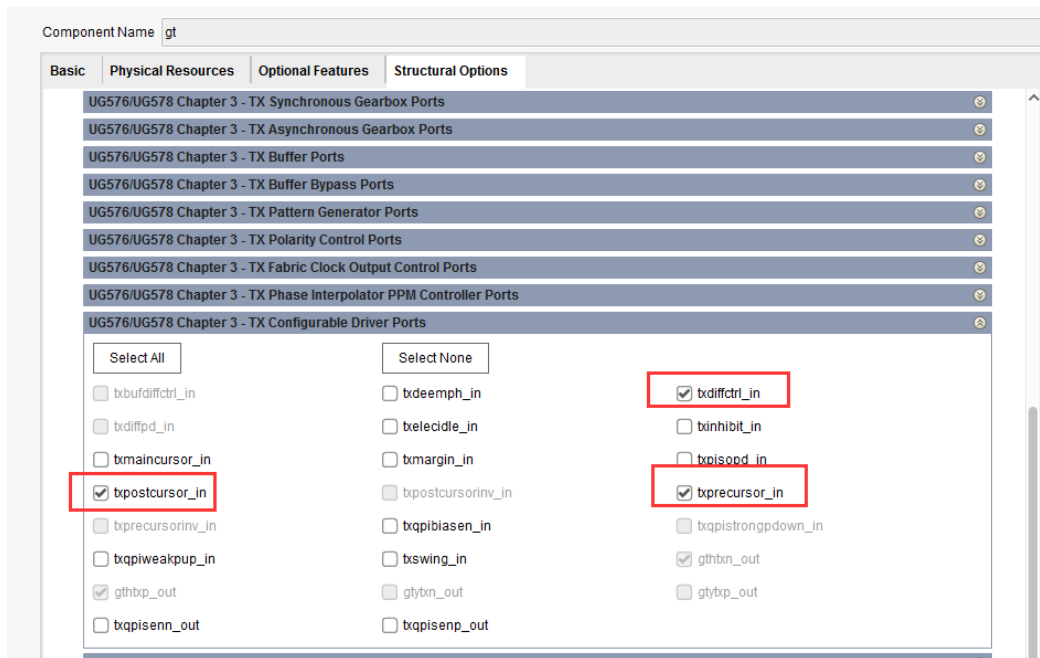 Component Name gt
Basic Physical Resources Optional Features Structural Options
UG576/UG578 Chapter 3 - TX Synchronous Gearbox Ports
UG576/UG578 Chapter 3 - TX Asynchronous Gearbox Ports
UG576/UG578 Chapter 3 - TX Buffer Ports
UG576/UG578 Chapter 3 - TX Buffer Bypass Ports
UG576/UG578 Chapter 3 - TX Pattern Generator Ports
UG576/UG578 Chapter 3 - TX Polarity Control Ports
UG576/UG578 Chapter 3 - TX Fabric Clock Output Control Ports
UG576/UG578 Chapter 3 - TX Phase Interpolator PPM Controller Ports
UG576/UG578 Chapter 3 - TX Configurable Driver Ports
Select All Select None
txbufdiffctrl_in txdeemph_in txdiffctrl_in
txdiffpd_in txelecidle_in txinhibit_in
txmaincursor_in txmargin_in txpisopd_in
txpostcursor_in txpostcursorinv_in txprecursor_in
txprecursorinv_in txqpibiasen_in txqpistrongpdown_in
txqpiweakpup_in txswing_in gthtxn_out
gthtxp_out gtytxn_out gtytxp_out
txqpisenn_out txqpisenp_out